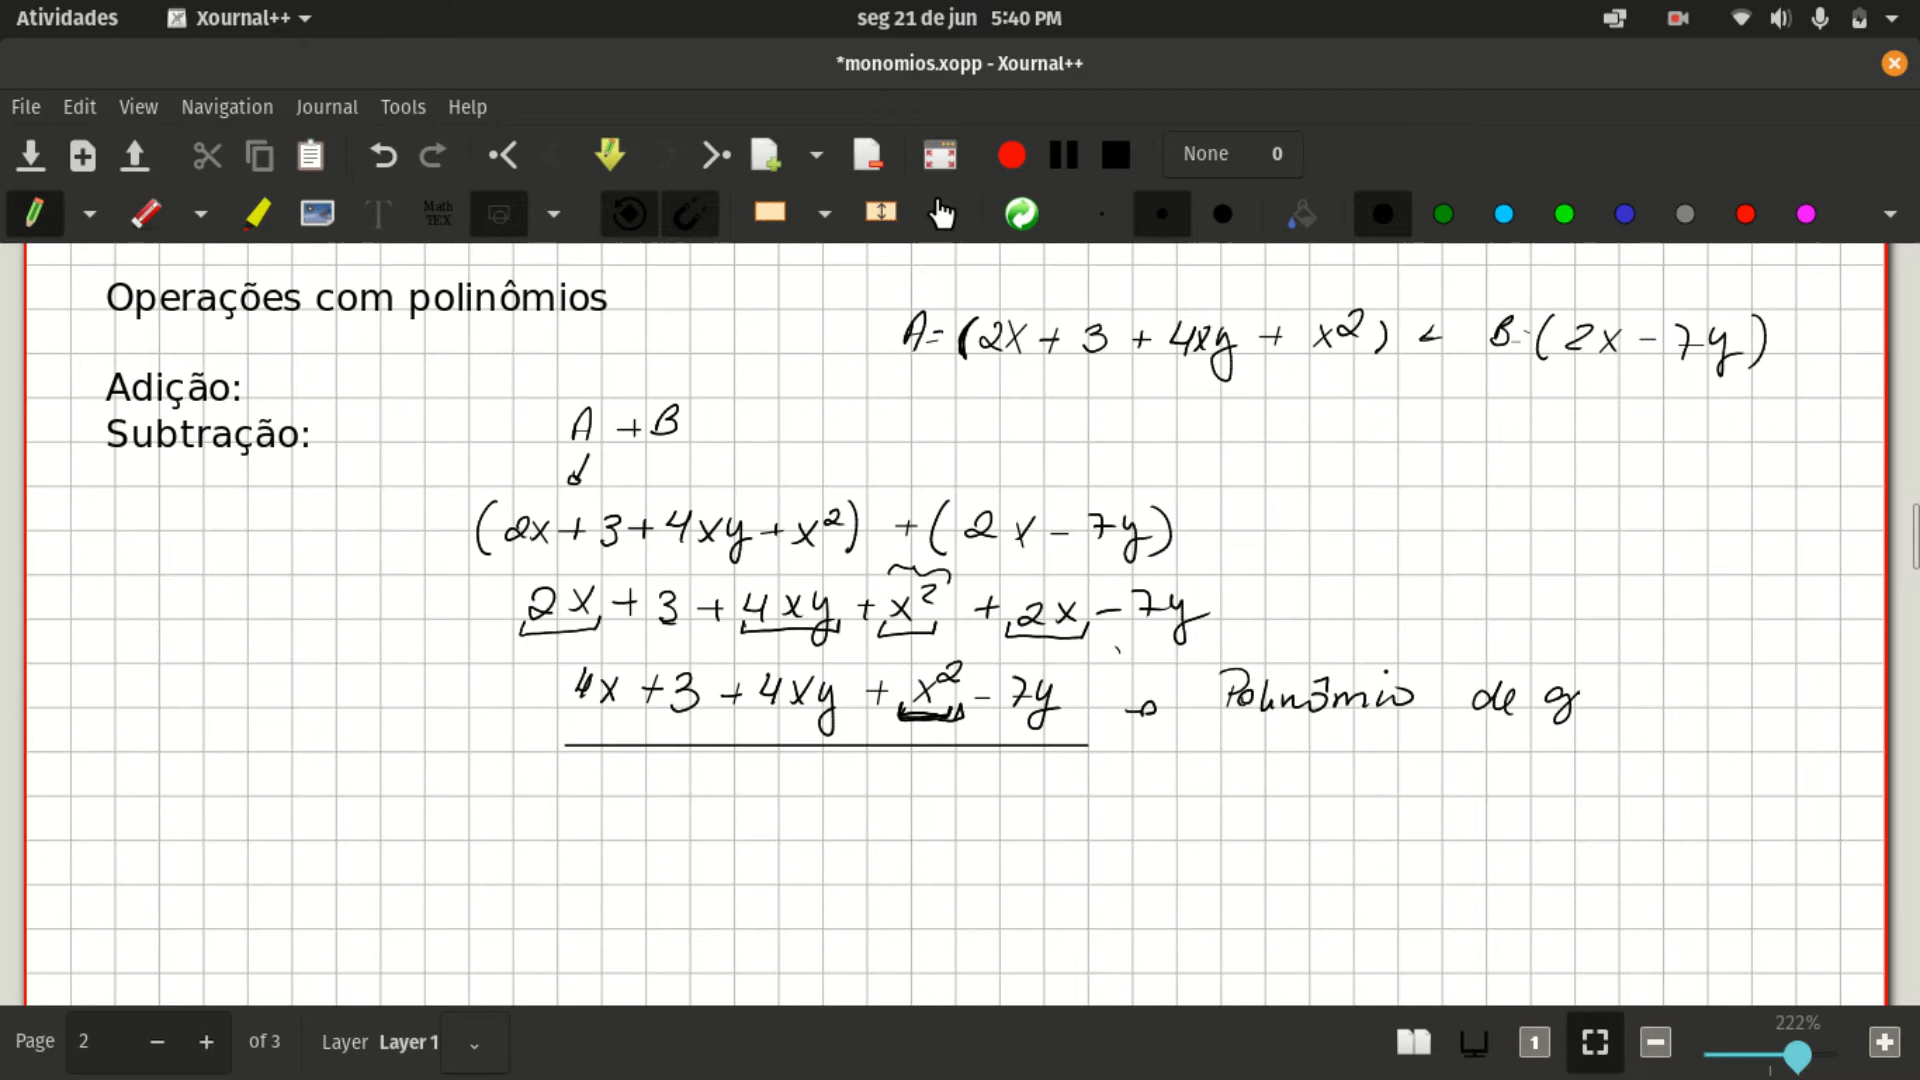 Atividades Xournal++ seg 21 de jun 5:40 PM
*monomios.xopp - Xournal++
File Edit View Navigation Journal Tools Help
None 0
Math TEX
Operações com polinômios
A=(2x + 3 + 4xy + x²) B=(2x - 7y)
Adição:
Subtração:
A + B
(2x + 3 + 4xy + x²) + (2x - 7y)
2x + 3 + 4xy + x² + 2x - 7y
4x + 3 + 4xy + x² - 7y → Polinômio de g
Page 2 of 3 Layer Layer 1 1 222%